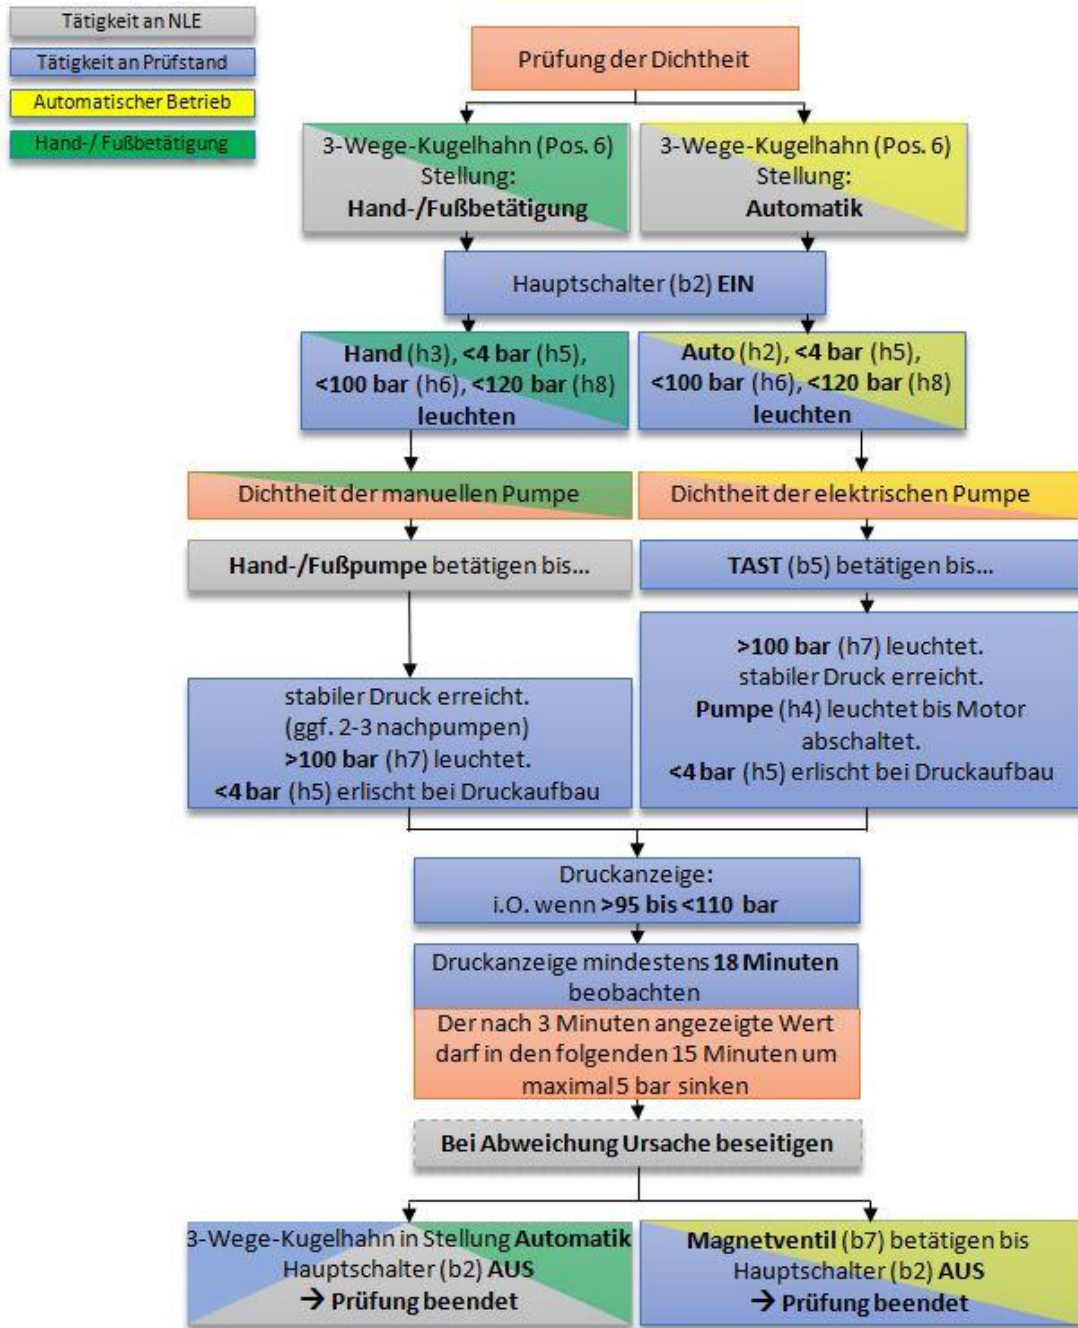 Tätigkeit an NLE
Tätigkeit an Prüfstand
Automatischer Betrieb
Hand-/ Fußbetätigung
Prüfung der Dichtheit
3-Wege-Kugelhahn (Pos. 6)
Stellung:
Hand-/Fußbetätigung
3-Wege-Kugelhahn (Pos. 6)
Stellung:
Automatik
Hauptschalter (b2) EIN
Hand (h3), <4 bar (h5),
<100 bar (h6), <120 bar (h8)
leuchten
Auto (h2), <4 bar (h5),
<100 bar (h6), <120 bar (h8)
leuchten
Dichtheit der manuellen Pumpe
Dichtheit der elektrischen Pumpe
Hand-/Fußpumpe betätigen bis...
TAST (b5) betätigen bis...
stabiler Druck erreicht.
(ggf. 2-3 nachpumpen)
>100 bar (h7) leuchtet.
<4 bar (h5) erlischt bei Druckaufbau
>100 bar (h7) leuchtet.
stabiler Druck erreicht.
Pumpe (h4) leuchtet bis Motor
abschaltet.
<4 bar (h5) erlischt bei Druckaufbau
Druckanzeige:
i.O. wenn >95 bis <110 bar
Druckanzeige mindestens 18 Minuten
beobachten
Der nach 3 Minuten angezeigte Wert
darf in den folgenden 15 Minuten um
maximal 5 bar sinken
Bei Abweichung Ursache beseitigen
3-Wege-Kugelhahn in Stellung Automatik
Hauptschalter (b2) AUS
→ Prüfung beendet
Magnetventil (b7) betätigen bis
Hauptschalter (b2) AUS
→ Prüfung beendet